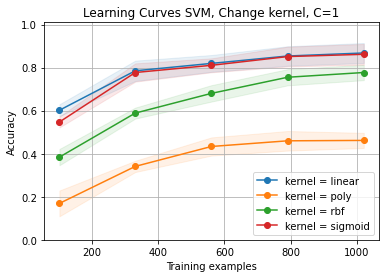 Learning Curves SVM, Change kernel, C=1
1.0
0.8
0.6
0.4
0.2
0.0
Accuracy
200 400 600 800 1000
Training examples
kernel = linear
kernel = poly
kernel = rbf
kernel = sigmoid